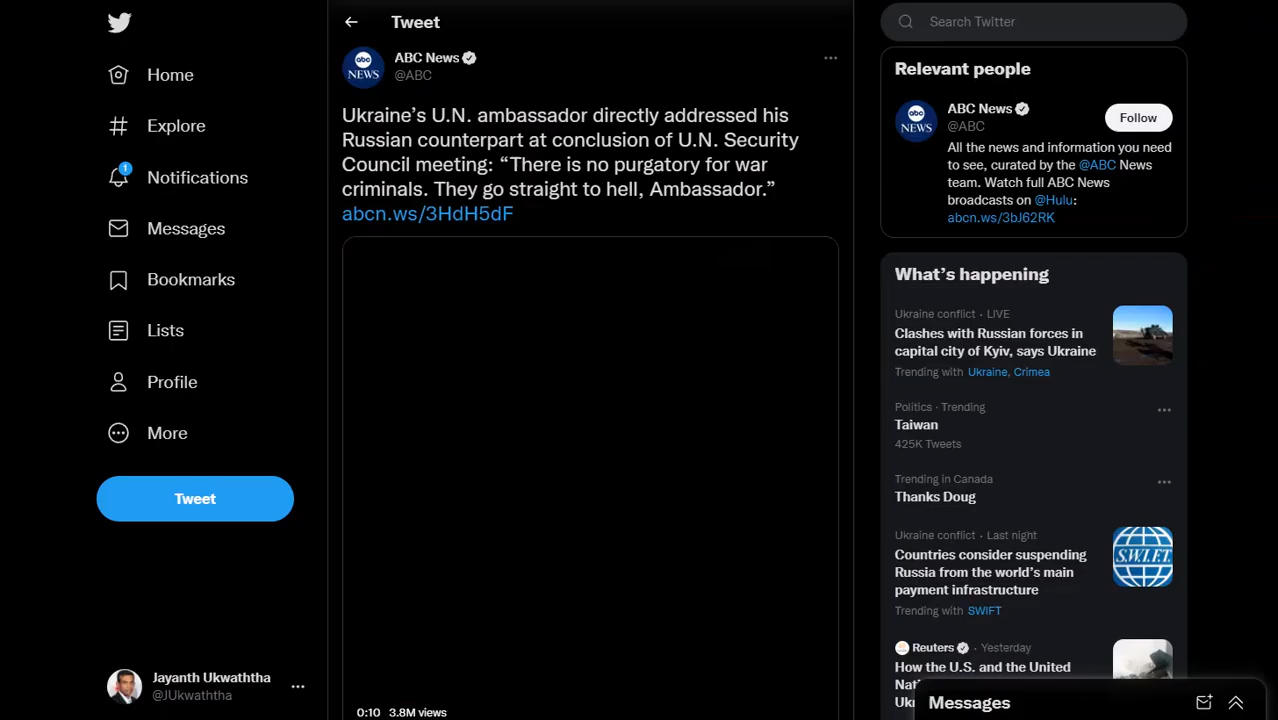 Home
Explore
1
Notifications
Messages
Bookmarks
Lists
Profile
More
Tweet
Jayanth Ukwaththa
@JUkwaththa
Tweet
abc
NEWS
ABC News
@ABC
Ukraine’s U.N. ambassador directly addressed his
Russian counterpart at conclusion of U.N. Security
Council meeting: “There is no purgatory for war
criminals. They go straight to hell, Ambassador.”
abcn.ws/3HdH5dF
0:10 3.8M views
Search Twitter
Relevant people
abc
NEWS
ABC News
@ABC
Follow
All the news and information you need
to see, curated by the @ABC News
team. Watch full ABC News
broadcasts on @Hulu:
abcn.ws/3bJ62RK
What’s happening
Ukraine conflict · LIVE
Clashes with Russian forces in
capital city of Kyiv, says Ukraine
Trending with Ukraine, Crimea
Politics · Trending
Taiwan
425K Tweets
Trending in Canada
Thanks Doug
Ukraine conflict · Last night
Countries consider suspending
Russia from the world’s main
payment infrastructure
Trending with SWIFT
S.W.I.F.T.
Reuters · Yesterday
How the U.S. and the United
Messages